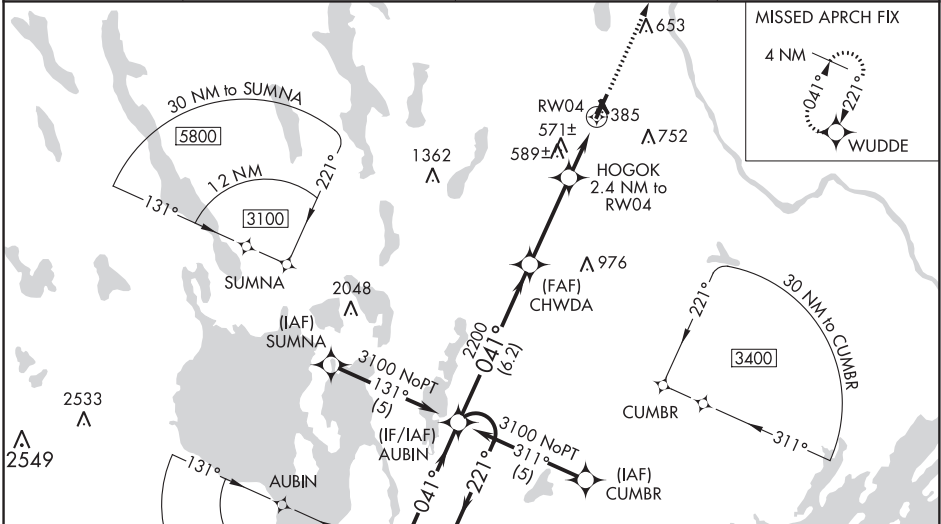 MISSED APRCH FIX
4 NM
041°
221°
WUDDE
653
RW04
385
571±
589±
752
1362
HOGOK
2.4 NM to
RW04
30 NM to SUMNA
5800
12 NM
3100
131°
221°
SUMNA
976
(FAF)
CHWDA
2048
(IAF)
SUMNA
3100 NoPT
131°
(5)
2200
041°
(6.2)
30 NM to CUMBR
221°
3400
CUMBR
311°
2533
2549
(IF/IAF)
AUBIN
3100 NoPT
311°
(5)
(IAF)
CUMBR
131°
AUBIN
041°
221°